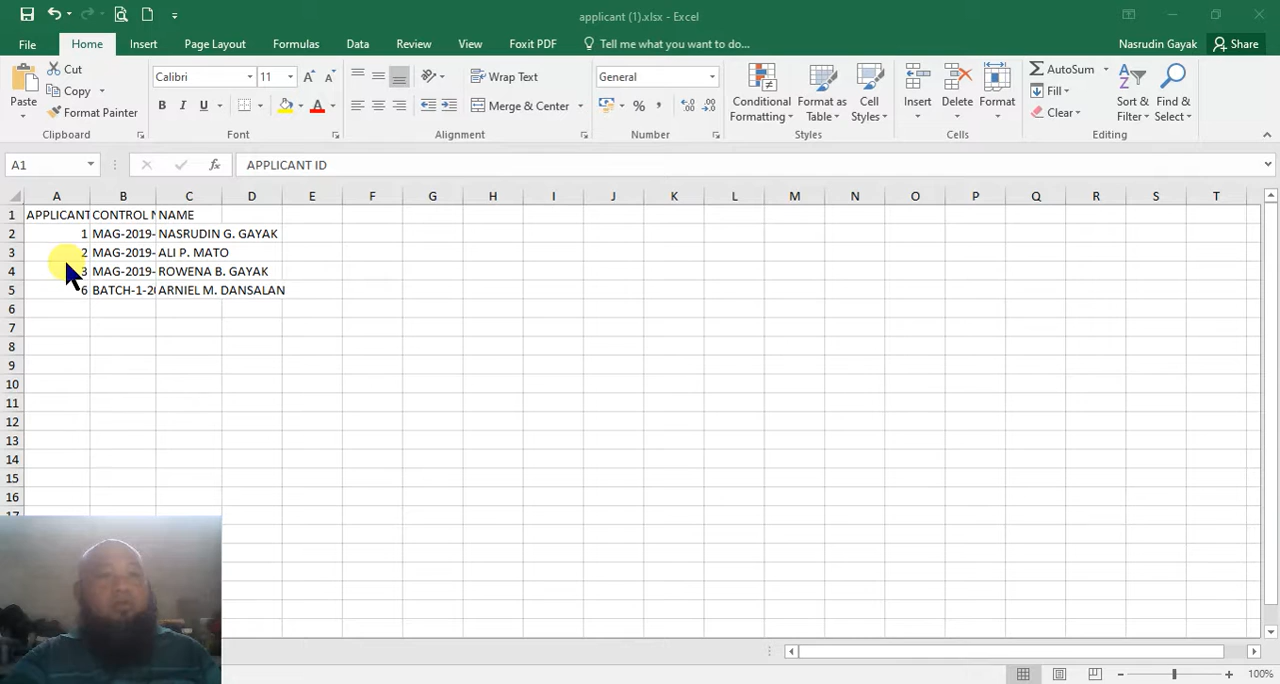 applicant (1).xlsx - Excel
File Home Insert Page Layout Formulas Data Review View Foxit PDF Tell me what you want to do... Nasrudin Gayak Share
Paste
Cut
Copy
Format Painter
Clipboard
Calibri 11
B I U
Font
Wrap Text
Merge & Center
Alignment
General
%
Number
Conditional Formatting
Format as Table
Cell Styles
Styles
Insert
Delete
Format
Cells
AutoSum
Fill
Clear
Sort & Filter
Find & Select
Editing
A1 fx APPLICANT ID
A B C D E F G H I J K L M N O P Q R S T
1 APPLICANT CONTROL N NAME
2 1 MAG-2019- NASRUDIN G. GAYAK
3 2 MAG-2019- ALI P. MATO
4 3 MAG-2019- ROWENA B. GAYAK
5 6 BATCH-1-20 ARNIEL M. DANSALAN
6
7
8
9
10
11
12
13
14
15
16
100%